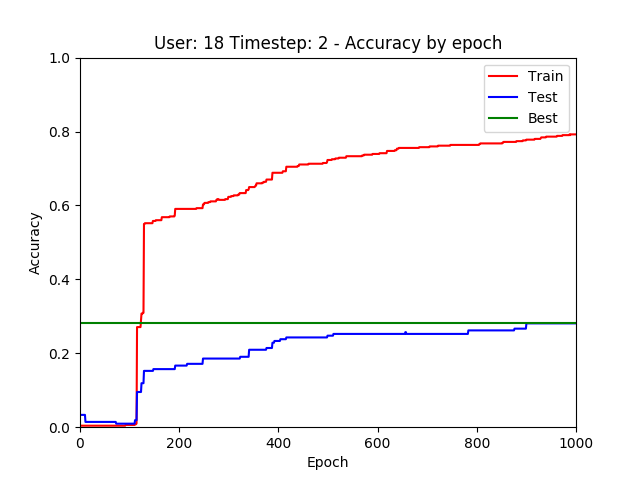 User: 18 Timestep: 2 - Accuracy by epoch
1.0
0.8
0.6
0.4
0.2
0.0
Accuracy
Train
Test
Best
0 200 400 600 800 1000
Epoch